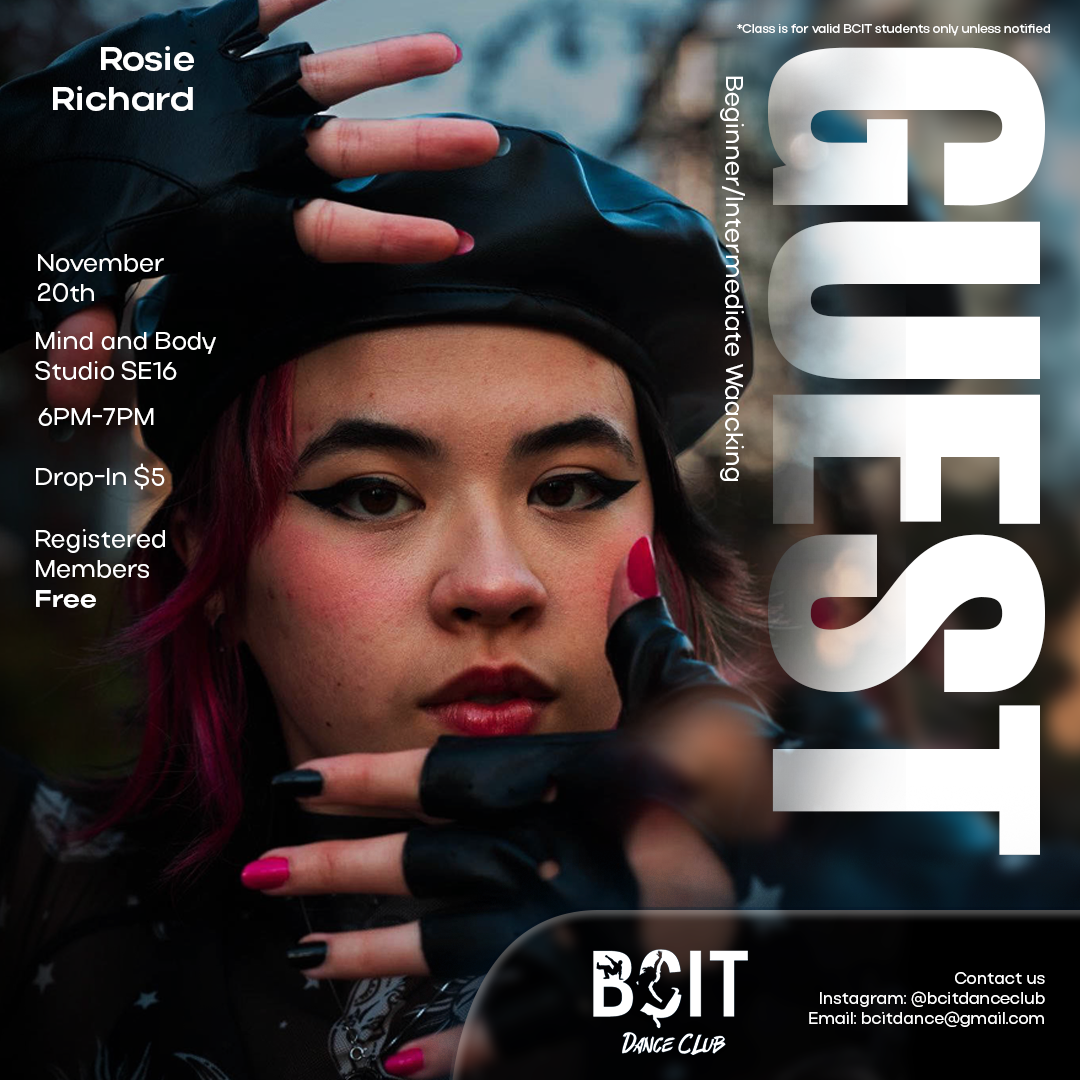 *Class is for valid BCIT students only unless notified
Rosie
Richard
GUEST
Beginner/Intermediate Waacking
November
20th
Mind and Body
Studio SE16
6PM-7PM
Drop-In $5
Registered
Members
Free
BCIT
DANCE CLUB
Contact us
Instagram: @bcitdanceclub
Email: bcitdance@gmail.com